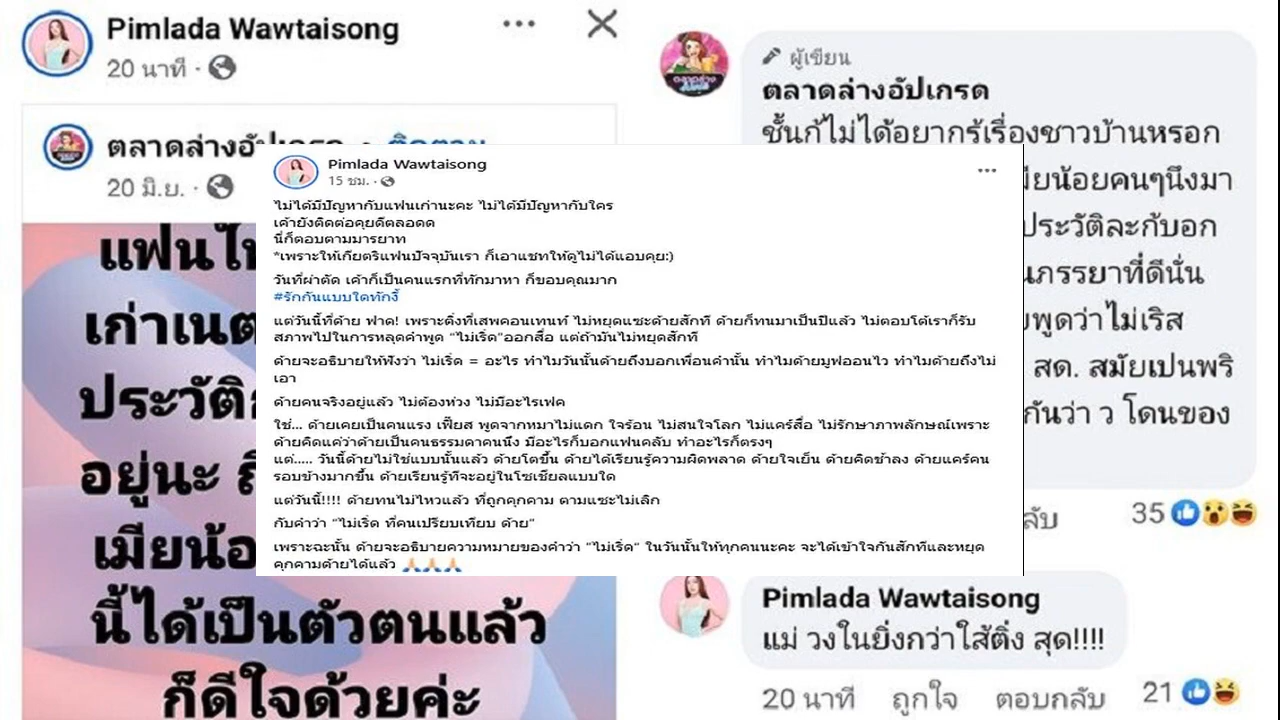 Pimlada Wawtaisong
20 นาที
ตลาดล่างอัปเกรด ติดตาม
20 มิ.ย.
แฟนให
เก่าเนต
ประวัติ
อยู่นะ ถื
เมียน้อ
นี้ได้เป็นตัวตนแล้ว
ก็ดีใจด้วยค่ะ
Pimlada Wawtaisong
15 ชม.
ไม่ได้มีปัญหากับแฟนเก่านะคะ ไม่ได้มีปัญหากับใคร
เค้ายังติดต่อคุยดีตลอดด
นี่ก็ตอบตามมารยาท
*เพราะให้เกียตริแฟนปัจจุบันเรา ก็เอาแชทให้ดูไม่ได้แอบคุย:)
วันที่ผ่าตัด เค้าก็เป็นคนแรกที่ทักมาหา ก็ขอบคุณมาก
#รักกันแบบใดทักงี้
แต่วันนี้ที่ด้าย ฟาด! เพราะติ่งที่เสพคอนเทนท์ ไม่หยุดแซะด้ายสักที ด้ายก็ทนมาเป็นปีแล้ว ไม่ตอบโต้เราก็รับ
สภาพไปในการหลุดคำพูด “ไม่เริ่ด”ออกสื่อ แต่ถ้ามันไม่หยุดสักที
ด้ายจะอธิบายให้ฟังว่า ไม่เริ่ด = อะไร ทำไมวันนั้นด้ายถึงบอกเพื่อนคำนั้น ทำไมด้ายมูฟออนไว ทำไมด้ายถึงไม่
เอา
ด้ายคนจริงอยู่แล้ว ไม่ต้องห่วง ไม่มีอะไรเฟค
ใช่... ด้ายเคยเป็นคนแรง เฟี๊ยส พูดจาหมาไม่แดก ใจร้อน ไม่สนใจโลก ไม่แคร์สื่อ ไม่รักษาภาพลักษณ์เพราะ
ด้ายคิดแค่ว่าด้ายเป็นคนธรรมดาคนนึง มีอะไรก็บอกแฟนคลับ ทำอะไรก็ตรงๆ
แต่..... วันนี้ด้ายไม่ใช่แบบนั้นแล้ว ด้ายโตขึ้น ด้ายได้เรียนรู้ความผิดพลาด ด้ายใจเย็น ด้ายคิดช้าลง ด้ายแคร์คน
รอบข้างมากขึ้น ด้ายเรียนรู้ที่จะอยู่ในโซเชียลแบบใด
แต่วันนี้!!!! ด้ายทนไม่ไหวแล้ว ที่ถูกคุกคาม ตามแซะไม่เลิก
กับคำว่า “ไม่เริ่ด ที่คนเปรียบเทียบ ด้าย”
เพราะฉะนั้น ด้ายจะอธิบายความหมายของคำว่า “ไม่เริ่ด” ในวันนั้นให้ทุกคนนะคะ จะได้เข้าใจกันสักทีและหยุด
คุกคามด้ายได้แล้ว 🙏🙏🙏
ผู้เขียน
ตลาดล่างอัปเกรด
ชั้นก้ไม่ได้อยากรู้เรื่องชาวบ้านหรอก
มียน้อยคนๆนึงมา
ประวัติละกับอก
นภรรยาที่ดีนั่น
พูดว่าไม่เริส
สด. สมัยเปนพริ
กันว่า ว โดนของ
ลับ 35
Pimlada Wawtaisong
แม่ วงในยิ่งกว่าใส้ติ่ง สุด!!!!
20 นาที ถูกใจ ตอบกลับ 21